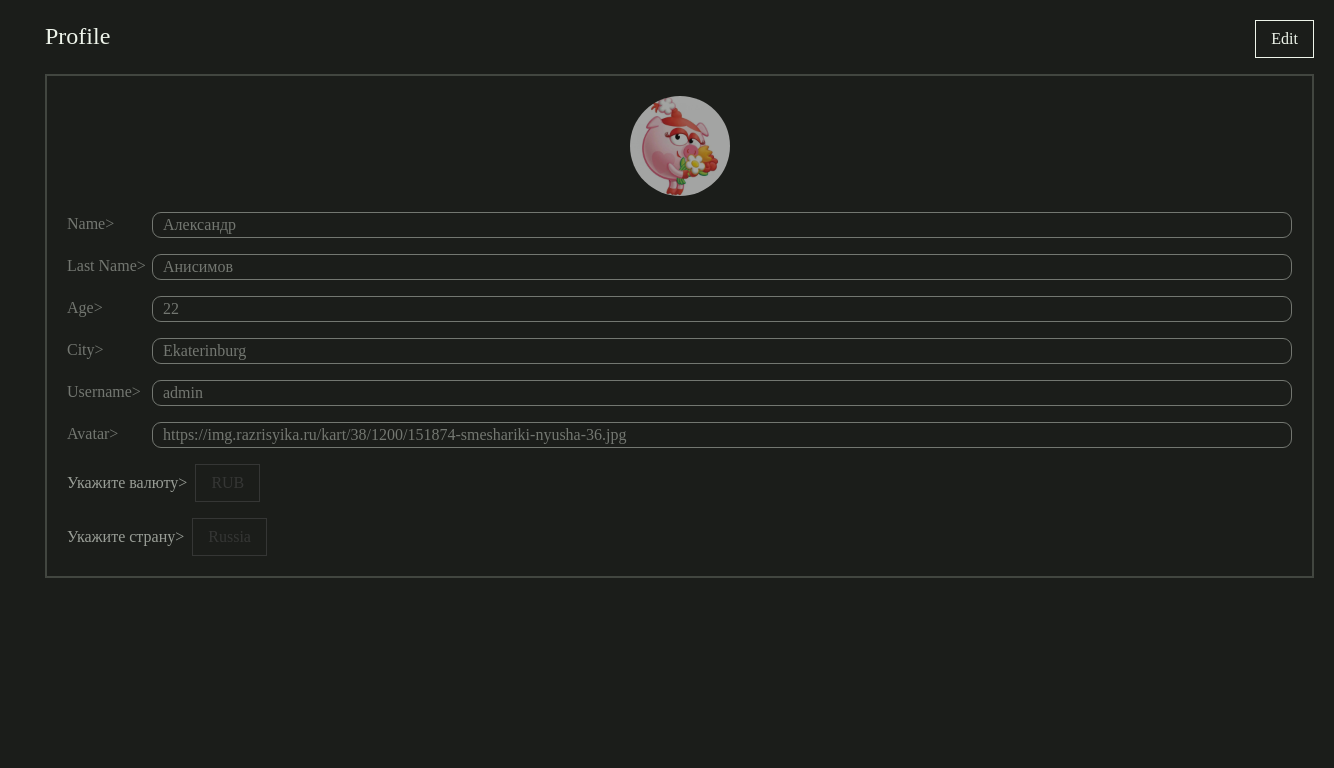 Profile
Edit
Name> Александр
Last Name> Анисимов
Age> 22
City> Ekaterinburg
Username> admin
Avatar> https://img.razrisyika.ru/kart/38/1200/151874-smeshariki-nyusha-36.jpg
Укажите валюту> RUB
Укажите страну> Russia